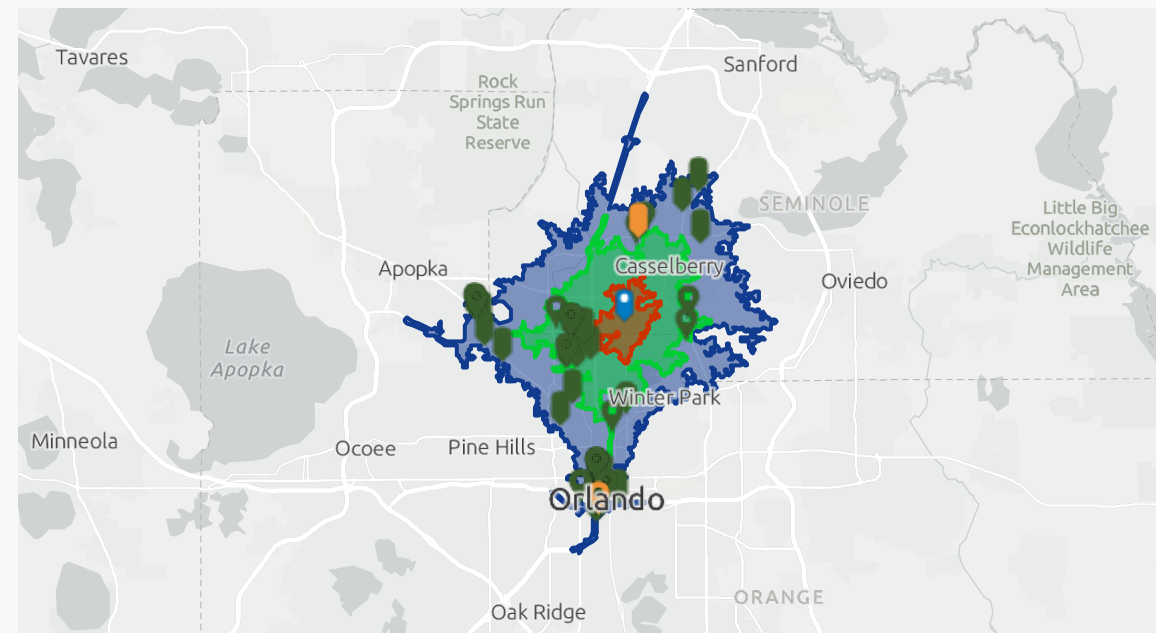 Tavares
Sanford
Rock
Springs Run
State
Reserve
SEMINOLE
Little Big
Econlockhatchee
Wildlife
Management
Area
Apopka
Casselberry
Oviedo
Lake
Apopka
Winter Park
Minneola
Ocoee
Pine Hills
Orlando
ORANGE
Oak Ridge